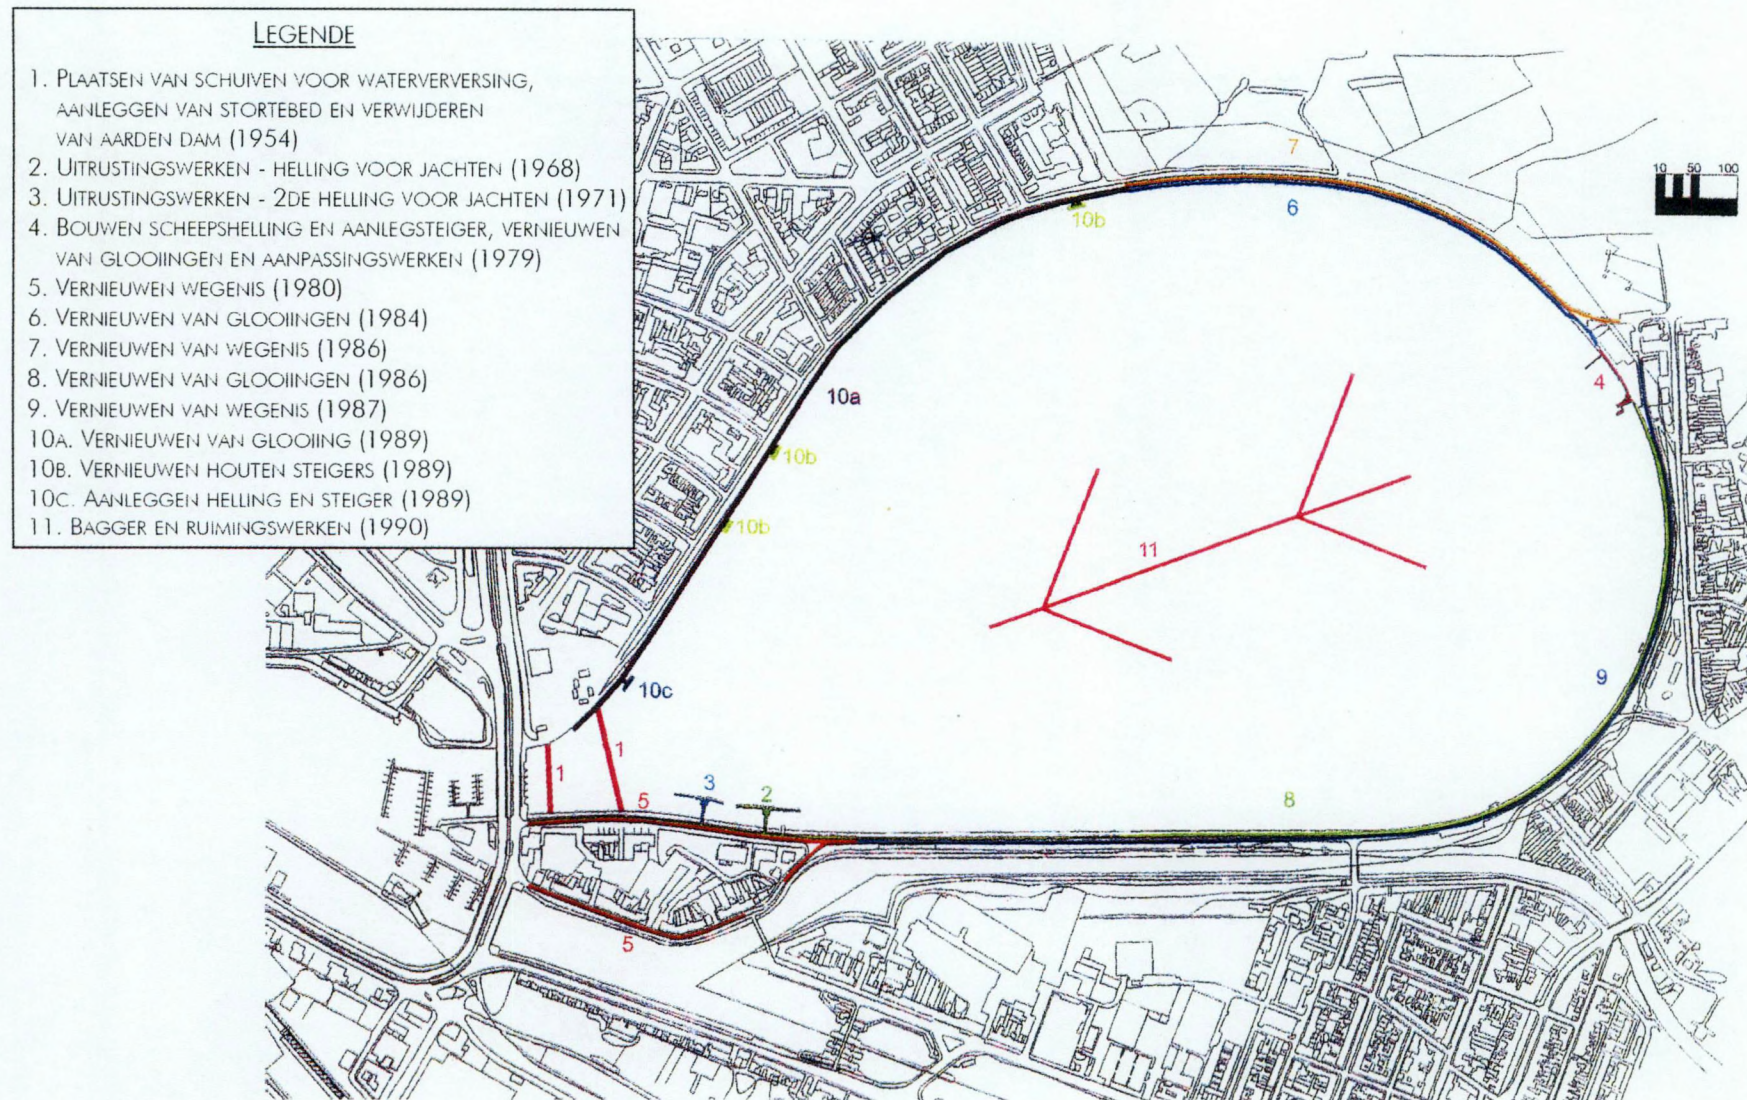 LEGENDE
1. PLAATSEN VAN SCHUIVEN VOOR WATERVERVERSING,
AANLEGGEN VAN STORTEBED EN VERWIJDEREN
VAN AARDEN DAM (1954)
2. UITRUSTINGSWERKEN - HELLING VOOR JACHTEN (1968)
3. UITRUSTINGSWERKEN - 2DE HELLING VOOR JACHTEN (1971)
4. BOUWEN SCHEEPSHELLING EN AANLEGSTEIGER, VERNIEUWEN
VAN GLOOIINGEN EN AANPASSINGSWERKEN (1979)
5. VERNIEUWEN WEGENIS (1980)
6. VERNIEUWEN VAN GLOOIINGEN (1984)
7. VERNIEUWEN VAN WEGENIS (1986)
8. VERNIEUWEN VAN GLOOIINGEN (1986)
9. VERNIEUWEN VAN WEGENIS (1987)
10A. VERNIEUWEN VAN GLOOIING (1989)
10B. VERNIEUWEN HOUTEN STEIGERS (1989)
10C. AANLEGGEN HELLING EN STEIGER (1989)
11. BAGGER EN RUIMINGSWERKEN (1990)
7
10 50 100
6
10b
4
10a
10b
10b
11
9
10c
1
1
3
2
5
8
5